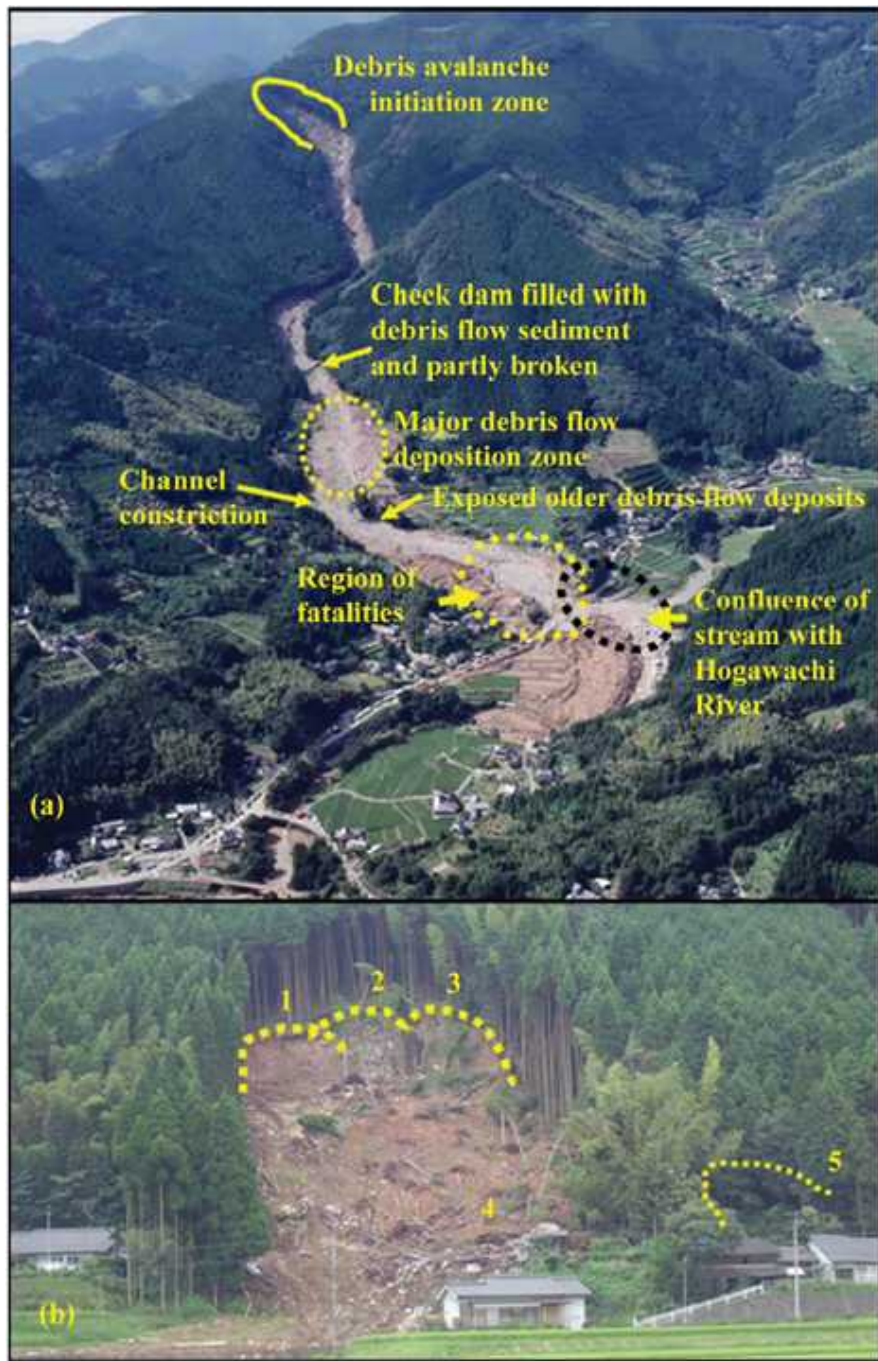 Debris avalanche
initiation zone
Check dam filled with
debris flow sediment
and partly broken
Major debris flow
deposition zone
Channel
constriction
Exposed older debris flow deposits
Region of
fatalities
Confluence of
stream with
Hogawachi
River
(a)
1
2
3
4
5
(b)